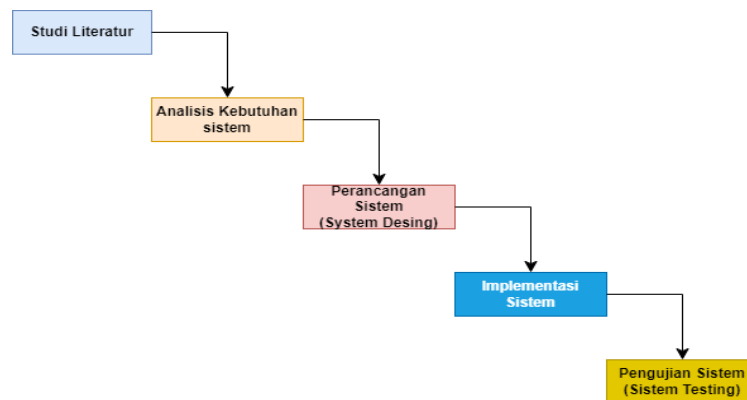 Studi Literatur
Analisis Kebutuhan
sistem
Perancangan
Sistem
(System Desing)
Implementasi
Sistem
Pengujian Sistem
(Sistem Testing)